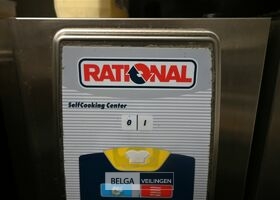 RATIONAL
SelfCooking Center
0 1
BELGA VEILINGEN